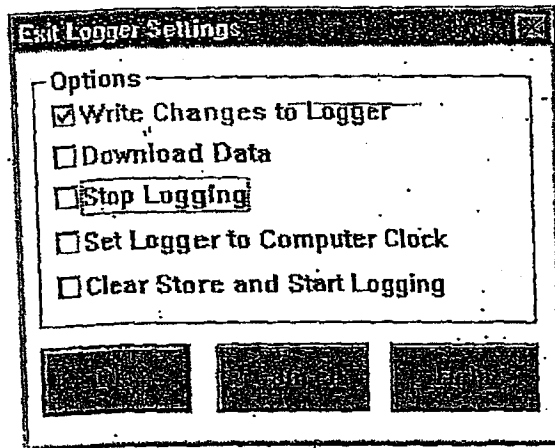 Exit Logger Settings
Options
Write Changes to Logger
Download Data
Stop Logging
Set Logger to Computer Clock
Clear Store and Start Logging